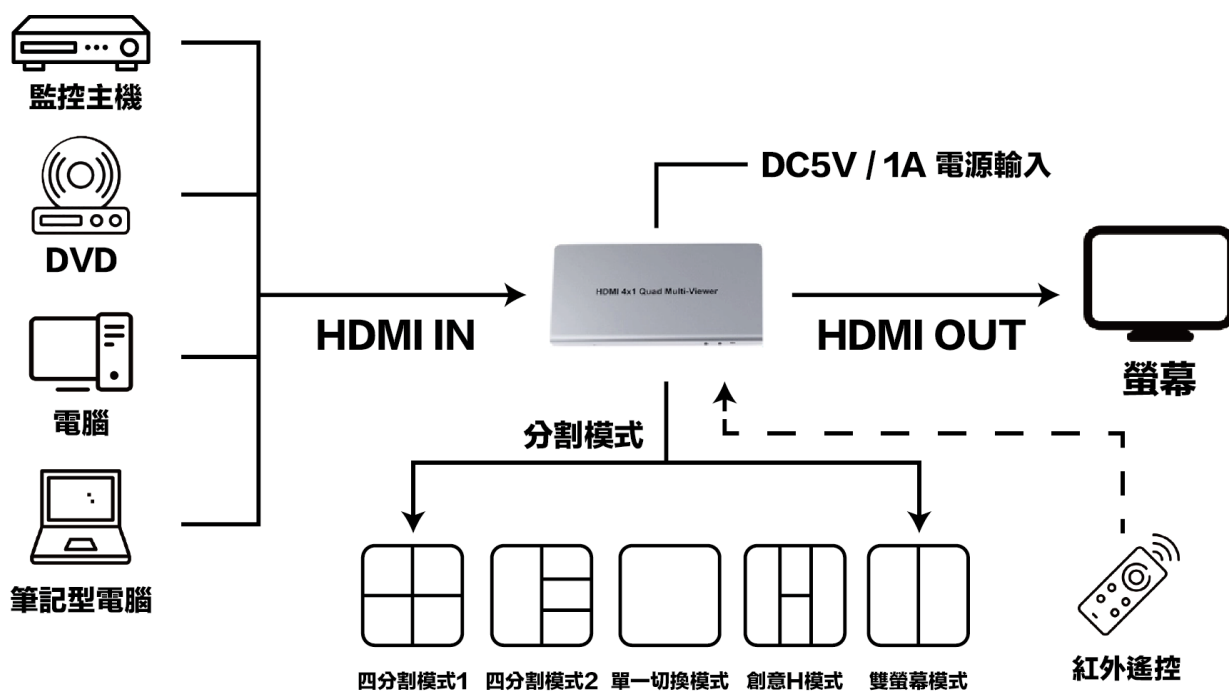 監控主機
DVD
電腦
筆記型電腦
HDMI IN
DC5V / 1A 電源輸入
HDMI 4x1 Quad Multi-Viewer
HDMI OUT
螢幕
分割模式
四分割模式1
四分割模式2
單一切換模式
創意H模式
雙螢幕模式
紅外遙控